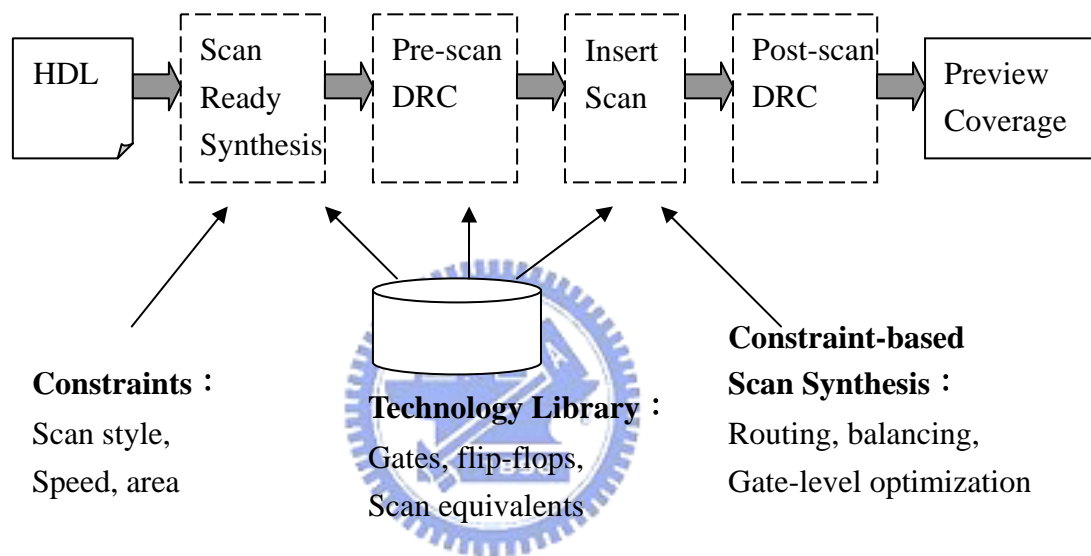 HDL
Scan
Ready
Synthesis
Pre-scan
DRC
Insert
Scan
Post-scan
DRC
Preview
Coverage
Constraints：
Scan style,
Speed, area
Technology Library：
Gates, flip-flops,
Scan equivalents
Constraint-based
Scan Synthesis：
Routing, balancing,
Gate-level optimization